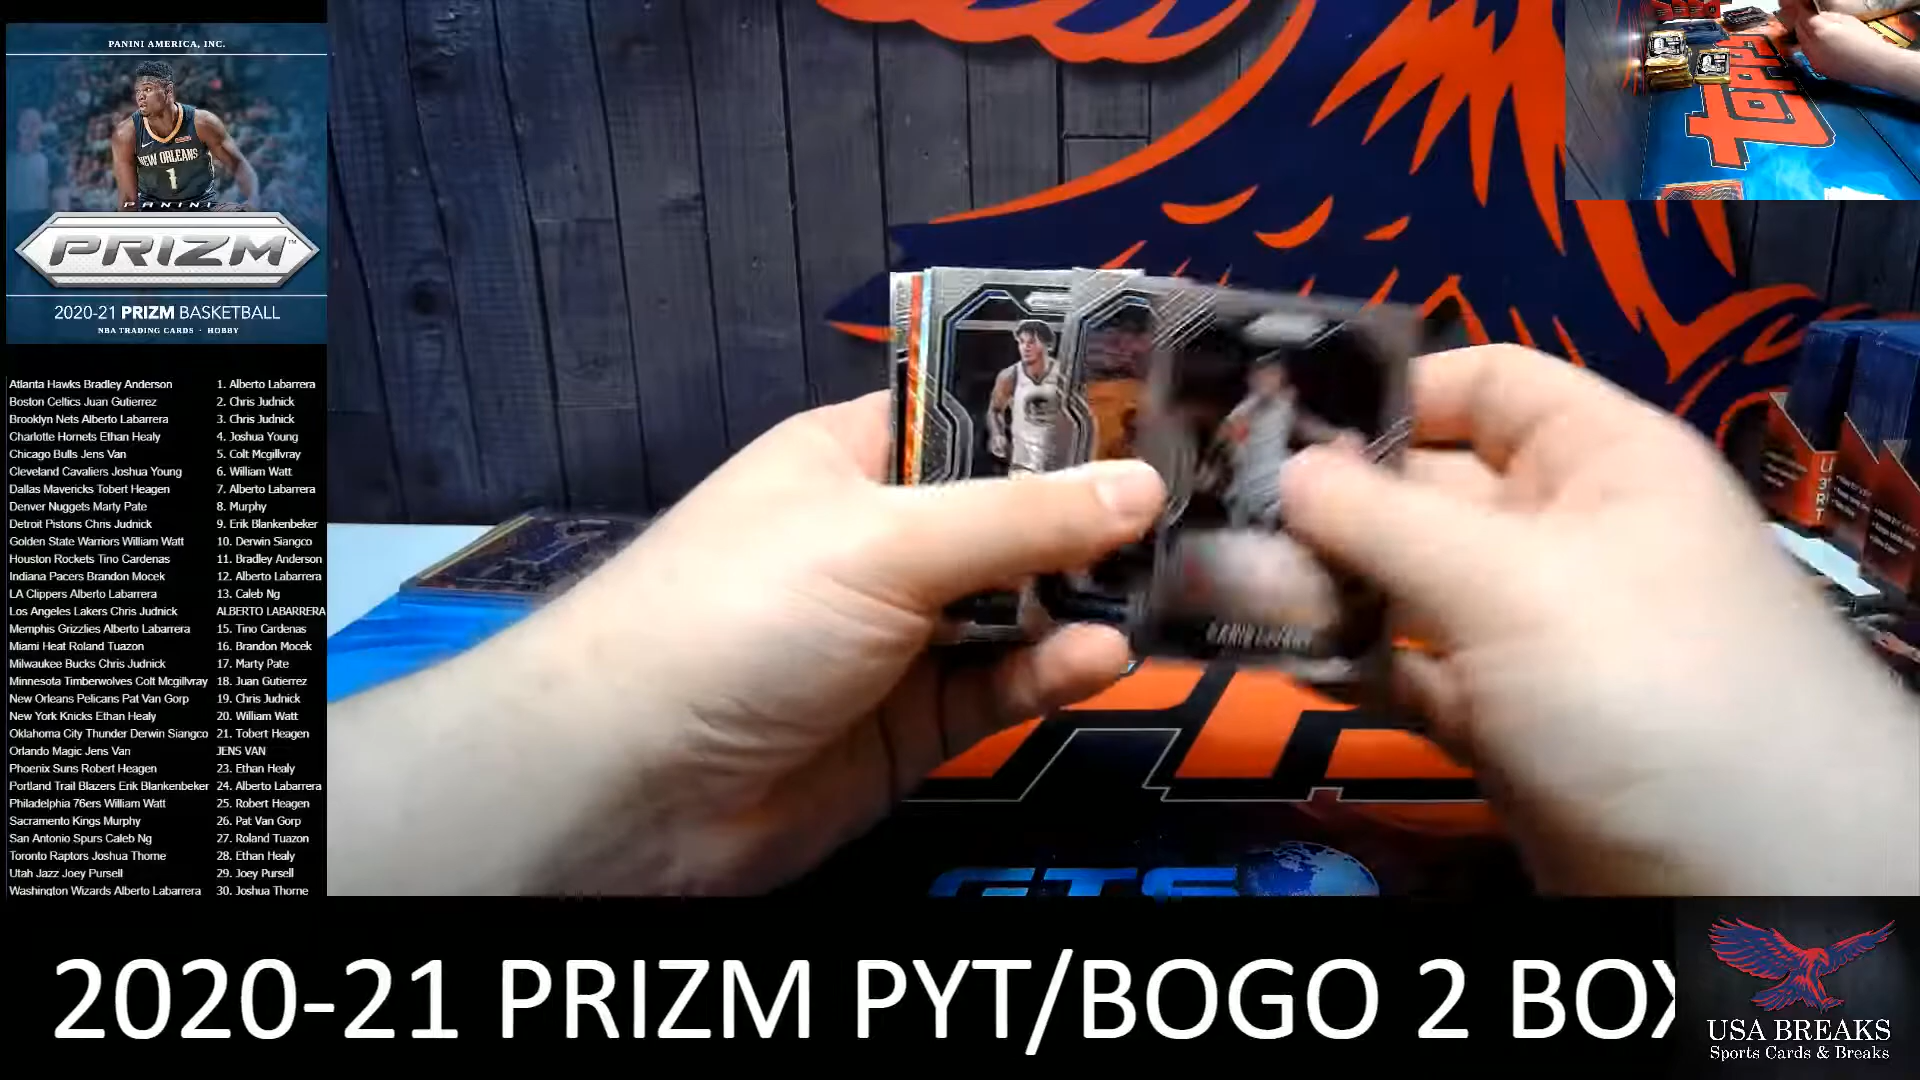 PANINI AMERICA, INC.
NEW ORLEANS
1
PANINI
PRIZM
2020-21 PRIZM BASKETBALL
NBA TRADING CARDS · HOBBY
Atlanta Hawks Bradley Anderson 1. Alberto Labarrera
Boston Celtics Juan Gutierrez 2. Chris Judnick
Brooklyn Nets Alberto Labarrera 3. Chris Judnick
Charlotte Hornets Ethan Healy 4. Joshua Young
Chicago Bulls Jens Van 5. Colt Mcgillvray
Cleveland Cavaliers Joshua Young 6. William Watt
Dallas Mavericks Tobert Heagen 7. Alberto Labarrera
Denver Nuggets Marty Pate 8. Murphy
Detroit Pistons Chris Judnick 9. Erik Blankenbeker
Golden State Warriors William Watt 10. Derwin Siangco
Houston Rockets Tino Cardenas 11. Bradley Anderson
Indiana Pacers Brandon Mocek 12. Alberto Labarrera
LA Clippers Alberto Labarrera 13. Caleb Ng
Los Angeles Lakers Chris Judnick ALBERTO LABARRERA
Memphis Grizzlies Alberto Labarrera 15. Tino Cardenas
Miami Heat Roland Tuazon 16. Brandon Mocek
Milwaukee Bucks Chris Judnick 17. Marty Pate
Minnesota Timberwolves Colt Mcgillvray 18. Juan Gutierrez
New Orleans Pelicans Pat Van Gorp 19. Chris Judnick
New York Knicks Ethan Healy 20. William Watt
Oklahoma City Thunder Derwin Siangco 21. Tobert Heagen
Orlando Magic Jens Van JENS VAN
Phoenix Suns Robert Heagen 23. Ethan Healy
Portland Trail Blazers Erik Blankenbeker 24. Alberto Labarrera
Philadelphia 76ers William Watt 25. Robert Heagen
Sacramento Kings Murphy 26. Pat Van Gorp
San Antonio Spurs Caleb Ng 27. Roland Tuazon
Toronto Raptors Joshua Thorne 28. Ethan Healy
Utah Jazz Joey Pursell 29. Joey Pursell
Washington Wizards Alberto Labarrera 30. Joshua Thorne
GTS
2020-21 PRIZM PYT/BOGO 2 BOX
USA BREAKS
Sports Cards & Breaks